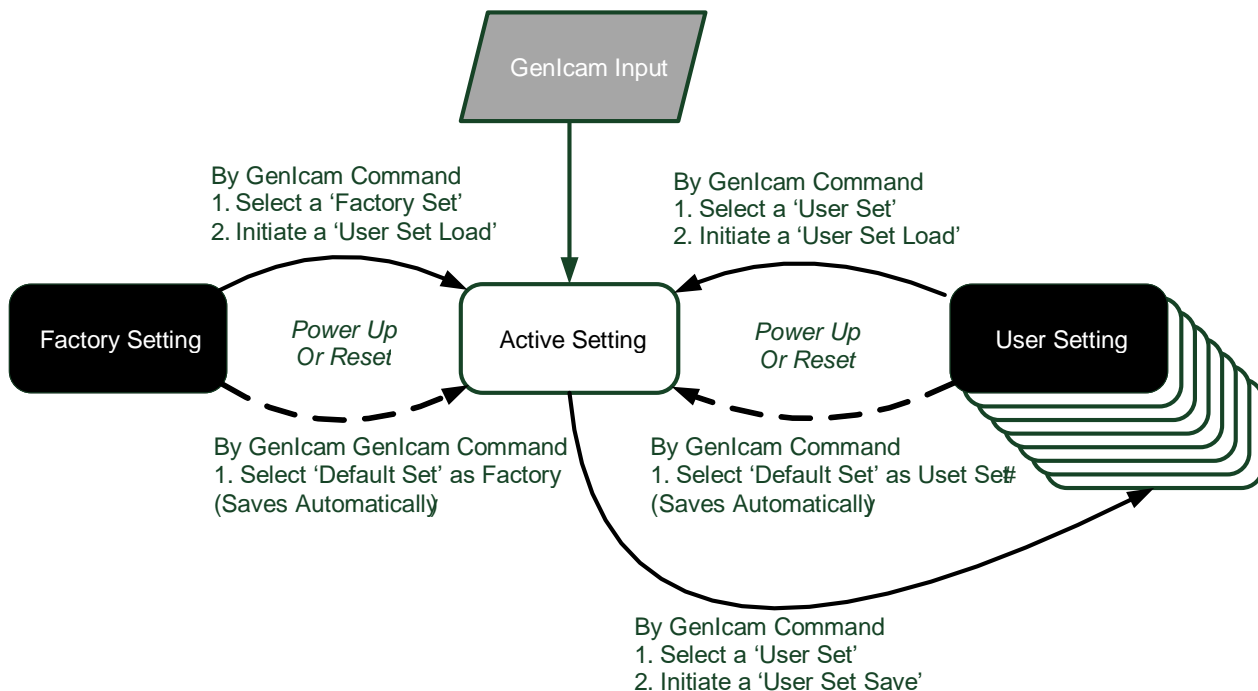 GenIcam Input
By GenIcam Command
1. Select a ‘Factory Set’
2. Initiate a ‘User Set Load’
By GenIcam Command
1. Select a ‘User Set’
2. Initiate a ‘User Set Load’
Factory Setting
Power Up
Or Reset
Active Setting
Power Up
Or Reset
User Setting
By GenIcam GenIcam Command
1. Select ‘Default Set’ as Factory
(Saves Automatically)
By GenIcam Command
1. Select ‘Default Set’ as Uset Set#
(Saves Automatically)
By GenIcam Command
1. Select a ‘User Set’
2. Initiate a ‘User Set Save’